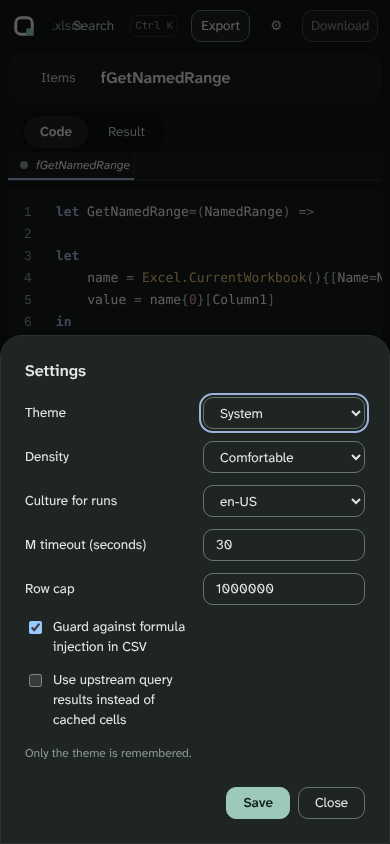 .xlsm Search Ctrl K Export Download
Items fGetNamedRange
Code Result
fGetNamedRange
1 let GetNamedRange=(NamedRange) =>
2
3 let
4 name = Excel.CurrentWorkbook(){[Name=N
5 value = name{0}[Column1]
6 in
Settings
Theme System
Density Comfortable
Culture for runs en-US
M timeout (seconds) 30
Row cap 1000000
Guard against formula
injection in CSV
Use upstream query
results instead of
cached cells
Only the theme is remembered.
Save Close